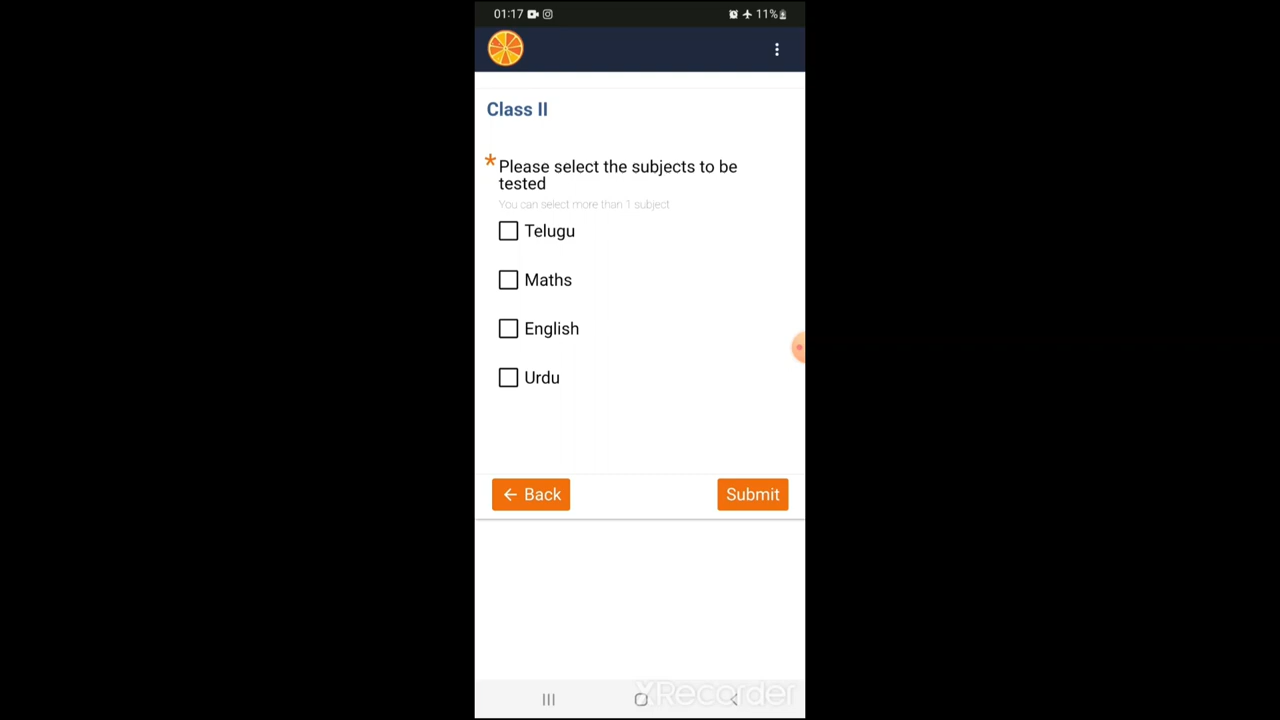 01:17 11%
Class II
* Please select the subjects to be
tested
You can select more than 1 subject
Telugu
Maths
English
Urdu
← Back Submit
XRecorder